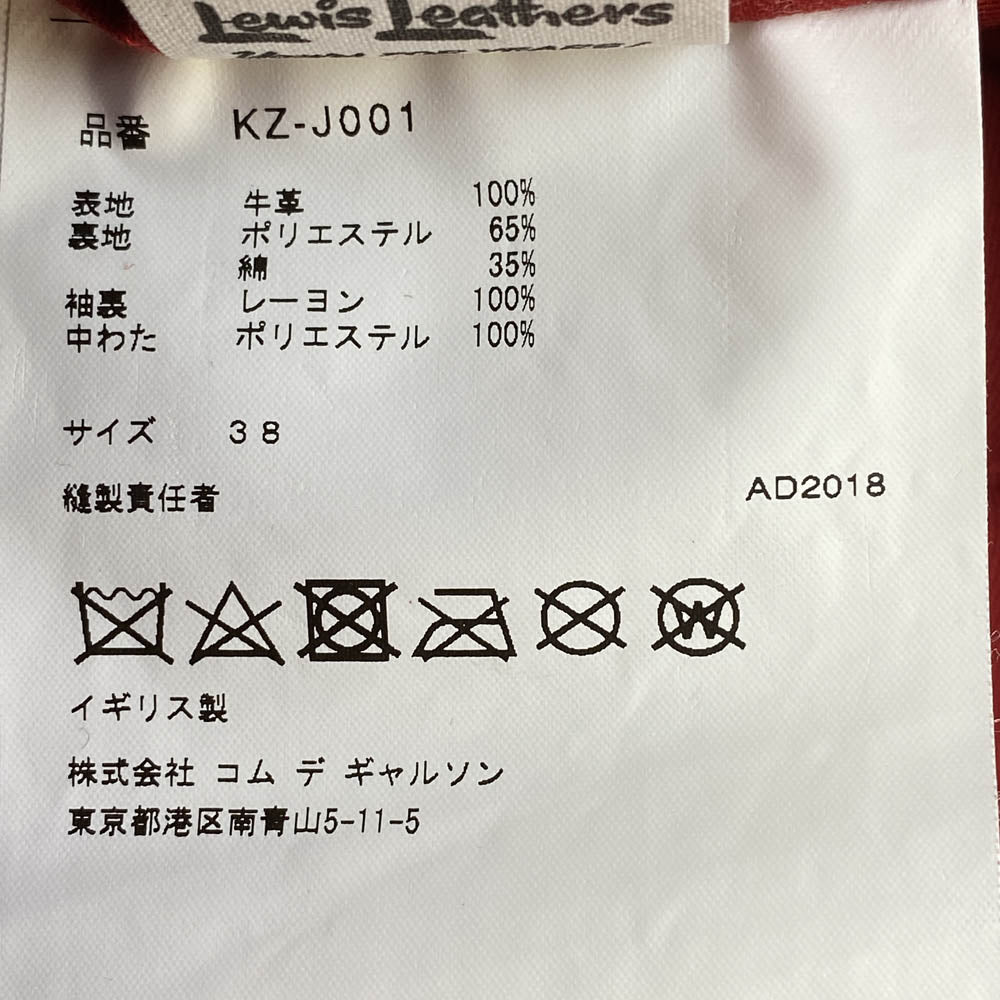 Lewis Leathers
品番 KZ-J001
表地 牛革 100%
裏地 ポリエステル 65%
綿 35%
袖裏 レーヨン 100%
中わた ポリエステル 100%
サイズ 38
縫製責任者 AD2018
W
イギリス製
株式会社 コム デ ギャルソン
東京都港区南青山5-11-5